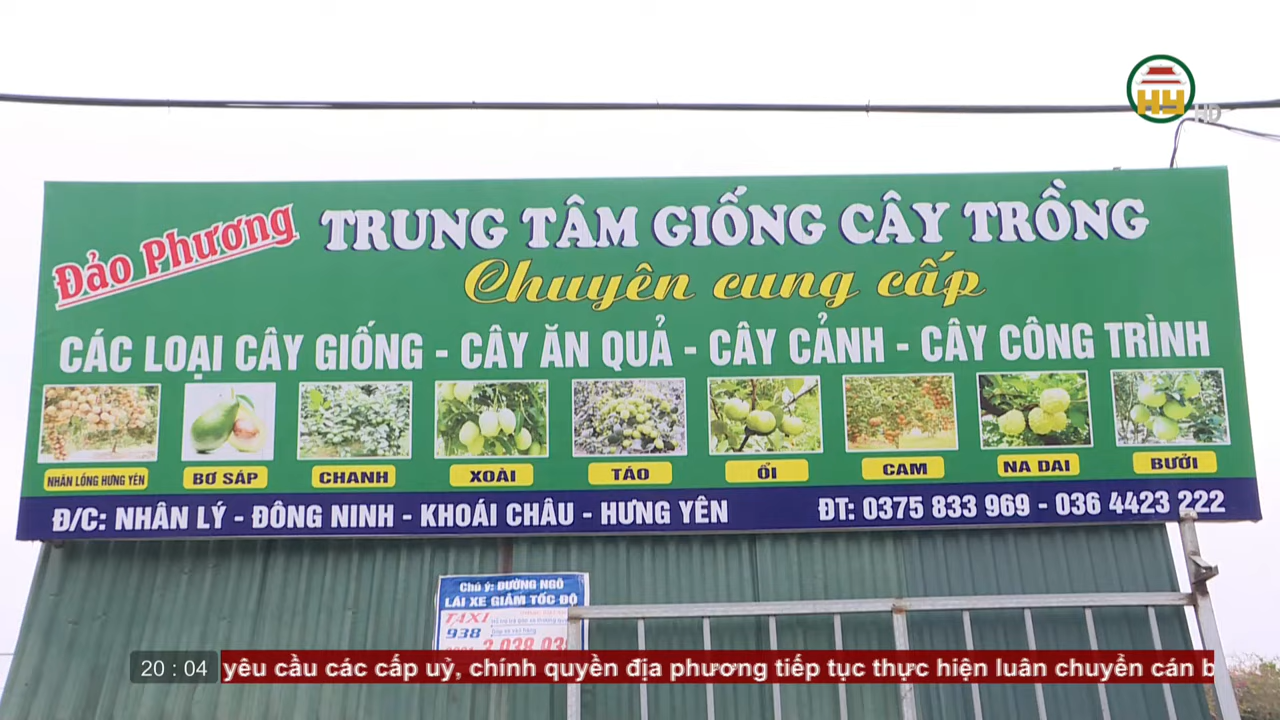 HY HD
Đảo Phương
TRUNG TÂM GIỐNG CÂY TRỒNG
Chuyên cung cấp
CÁC LOẠI CÂY GIỐNG - CÂY ĂN QUẢ - CÂY CẢNH - CÂY CÔNG TRÌNH
NHÃN LỒNG HƯNG YÊN BƠ SÁP CHANH XOÀI TÁO ỔI CAM NA DAI BƯỞI
Đ/C: NHÂN LÝ - ĐÔNG NINH - KHOÁI CHÂU - HƯNG YÊN ĐT: 0375 833 969 - 036 4423 222
Chú ý: ĐƯỜNG NGÕ
LÁI XE GIẢM TỐC ĐỘ
TAXI
938
20 : 04 yêu cầu các cấp uỷ, chính quyền địa phương tiếp tục thực hiện luân chuyển cán b